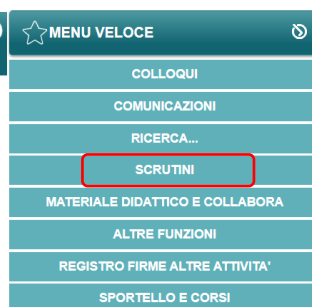 MENU VELOCE
COLLOQUI
COMUNICAZIONI
RICERCA...
SCRUTINI
MATERIALE DIDATTICO E COLLABORA
ALTRE FUNZIONI
REGISTRO FIRME ALTRE ATTIVITA'
SPORTELLO E CORSI